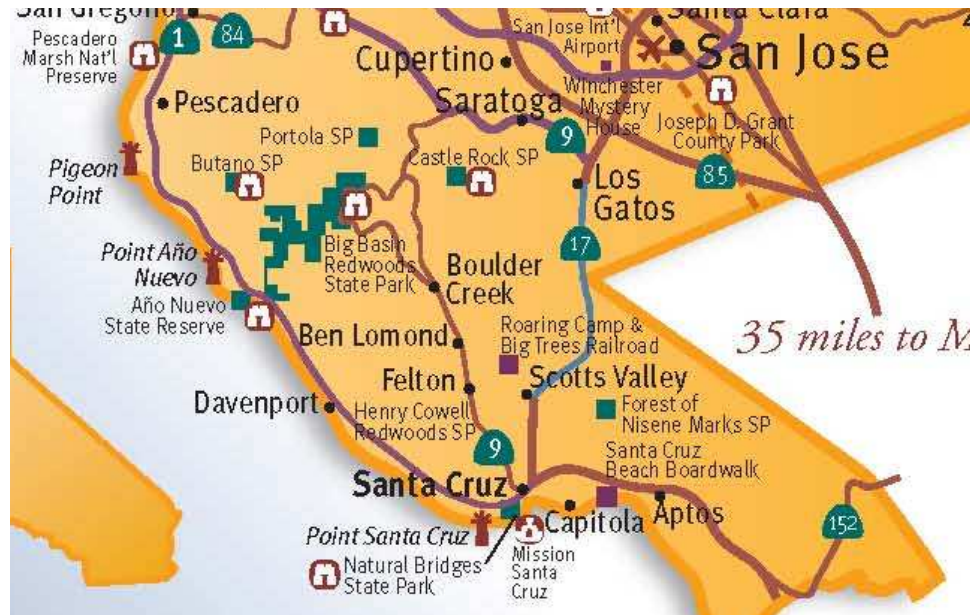 San Gregorio
Santa Clara
1
84
San Jose Int'l
Airport
San Jose
Pescadero
Marsh Nat'l
Preserve
Cupertino
Winchester
Mystery
House
Pescadero
Saratoga
9
Joseph D. Grant
County Park
Portola SP
Butano SP
Castle Rock SP
85
Pigeon
Point
Los
Gatos
17
Point Año
Nuevo
Big Basin
Redwoods
State Park
Boulder
Creek
Año Nuevo
State Reserve
Ben Lomond
Roaring Camp &
Big Trees Railroad
35 miles to M
Felton
Scotts Valley
Davenport
Henry Cowell
Redwoods SP
Forest of
Nisene Marks SP
9
Santa Cruz
Beach Boardwalk
Santa Cruz
Capitola
Aptos
152
Point Santa Cruz
Natural Bridges
State Park
Mission
Santa
Cruz